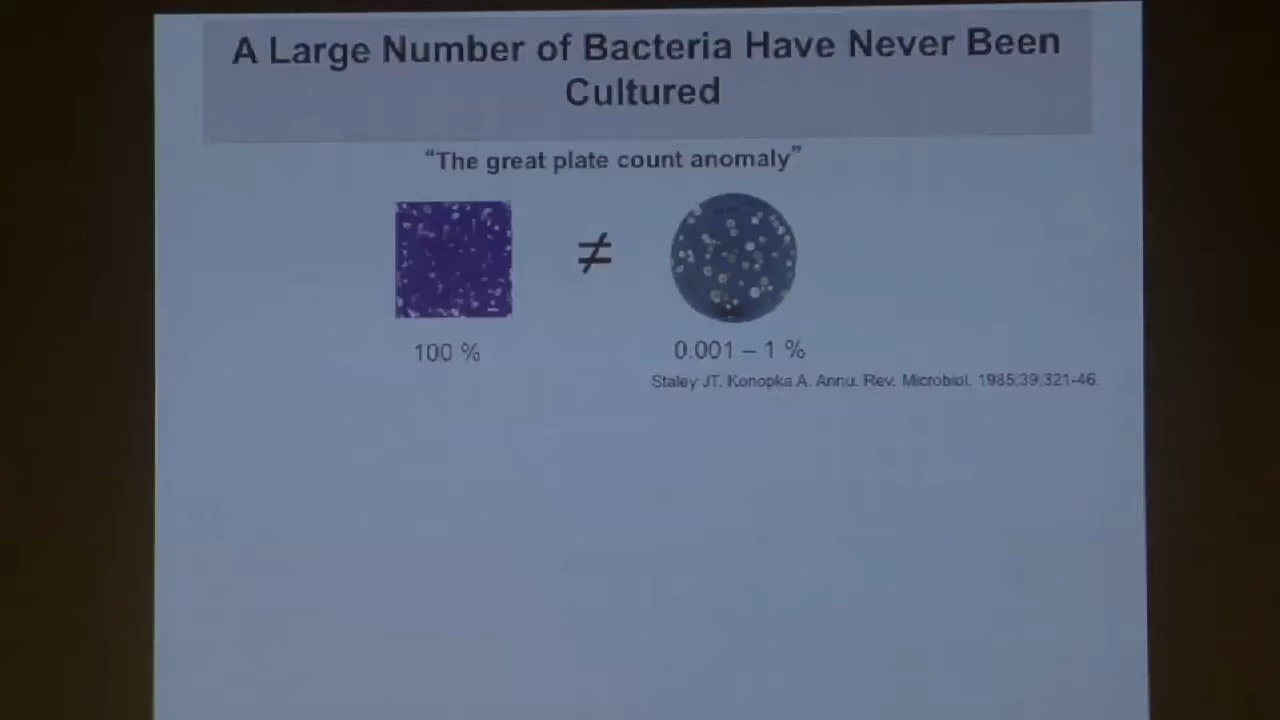 A Large Number of Bacteria Have Never Been
Cultured
“The great plate count anomaly”
≠
100 %
0.001 – 1 %
Staley JT, Konopka A. Annu. Rev. Microbiol. 1985;39:321-46.